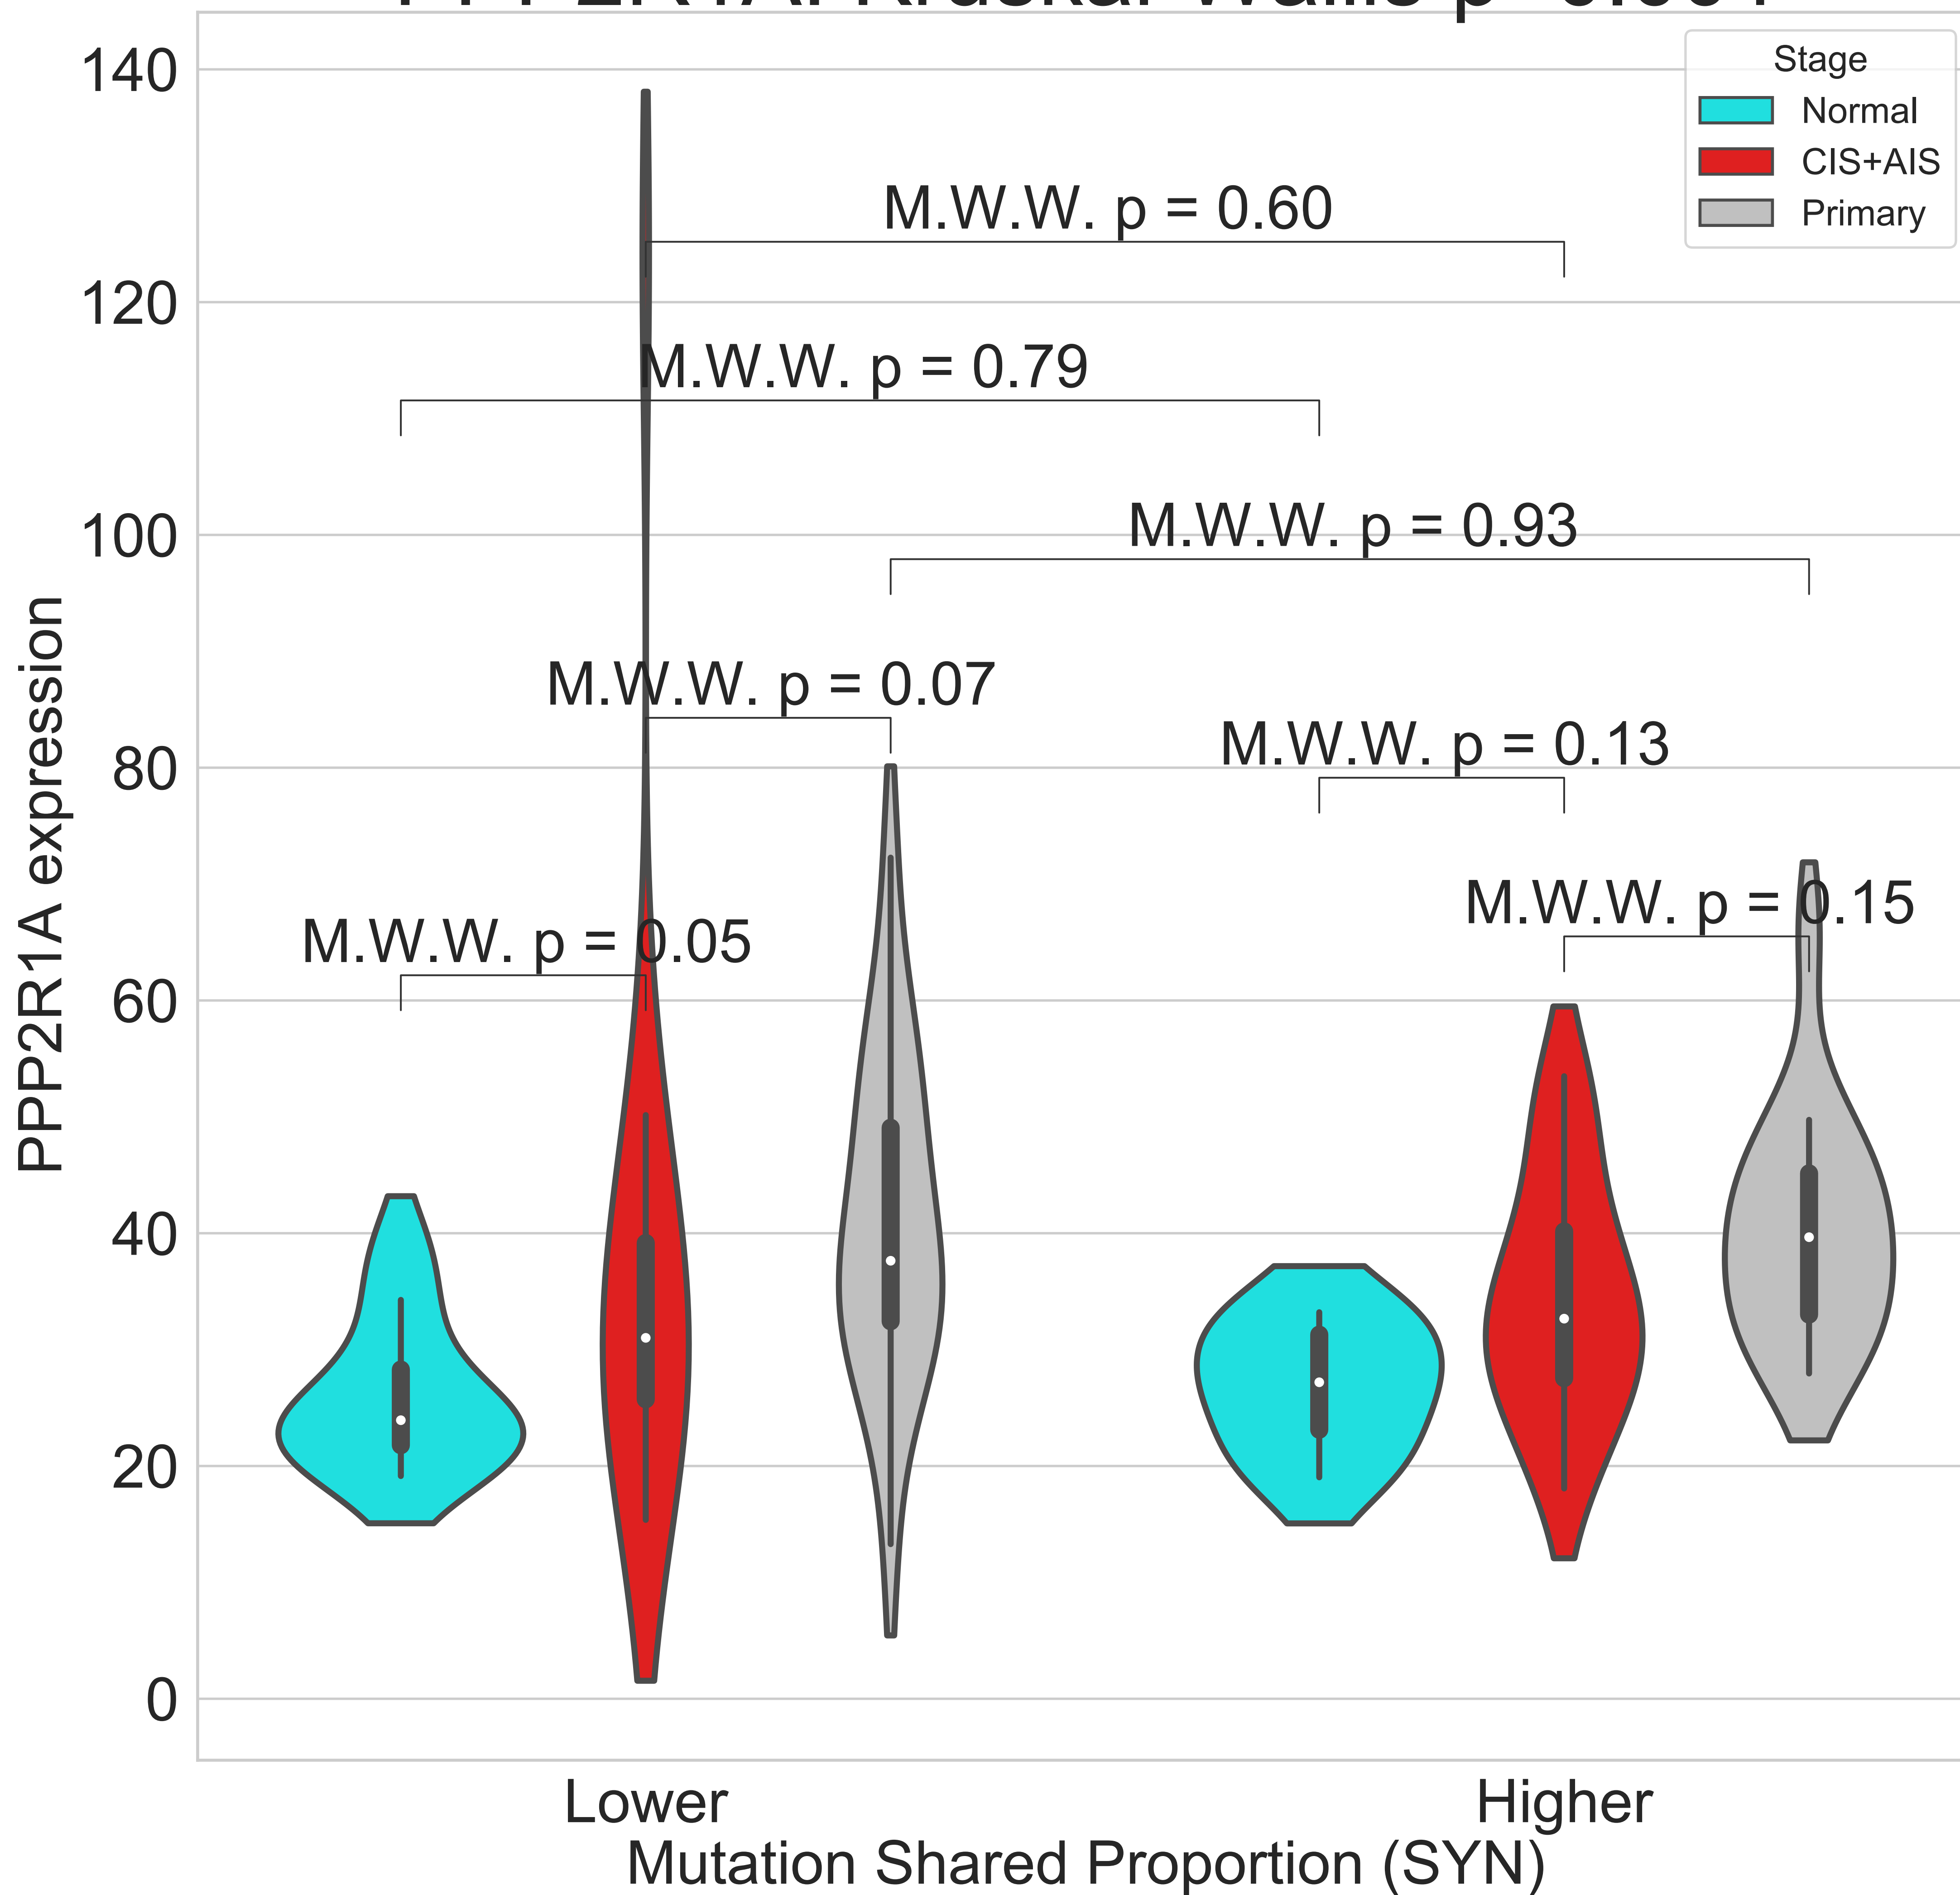 140
120
100
80
60
40
20
0
PPP2R1A expression
Stage
Normal
CIS+AIS
Primary
M.W.W. p = 0.60
M.W.W. p = 0.79
M.W.W. p = 0.93
M.W.W. p = 0.07
M.W.W. p = 0.13
M.W.W. p = 0.15
M.W.W. p = 0.05
Lower
Higher
Mutation Shared Proportion (SYN)